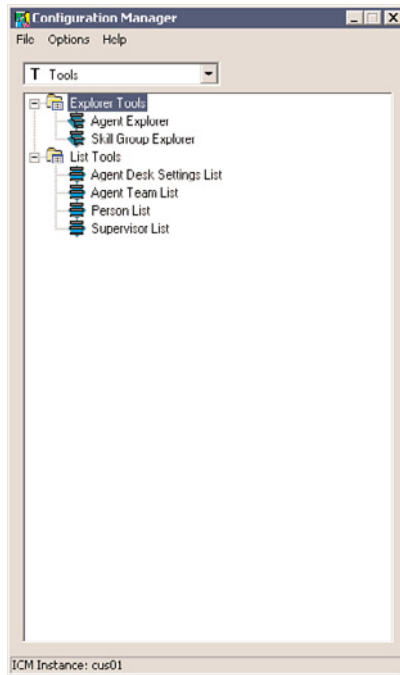 Configuration Manager
File Options Help
T Tools
Explorer Tools
Agent Explorer
Skill Group Explorer
List Tools
Agent Desk Settings List
Agent Team List
Person List
Supervisor List
ICM Instance: cus01